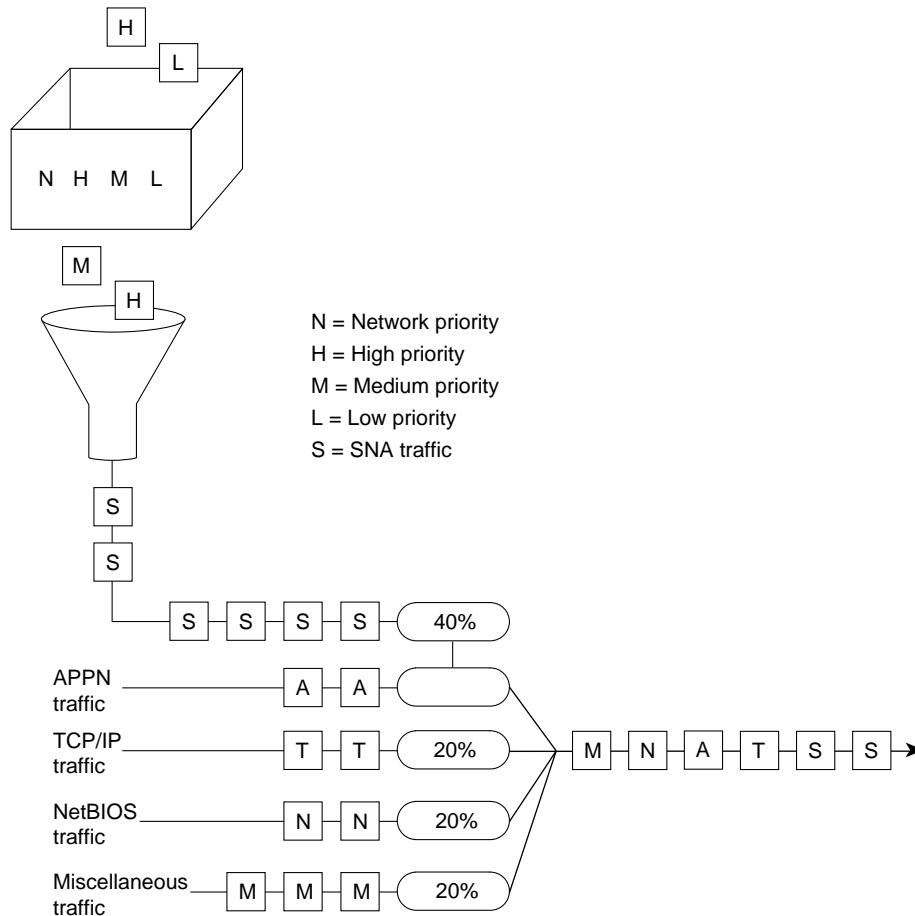 H
L
N H M L
M
H
N = Network priority
H = High priority
M = Medium priority
L = Low priority
S = SNA traffic
S
S
S S S S 40%
APPN
traffic
A A
TCP/IP
traffic
T T 20%
M N A T S S
NetBIOS
traffic
N N 20%
Miscellaneous
traffic
M M M 20%